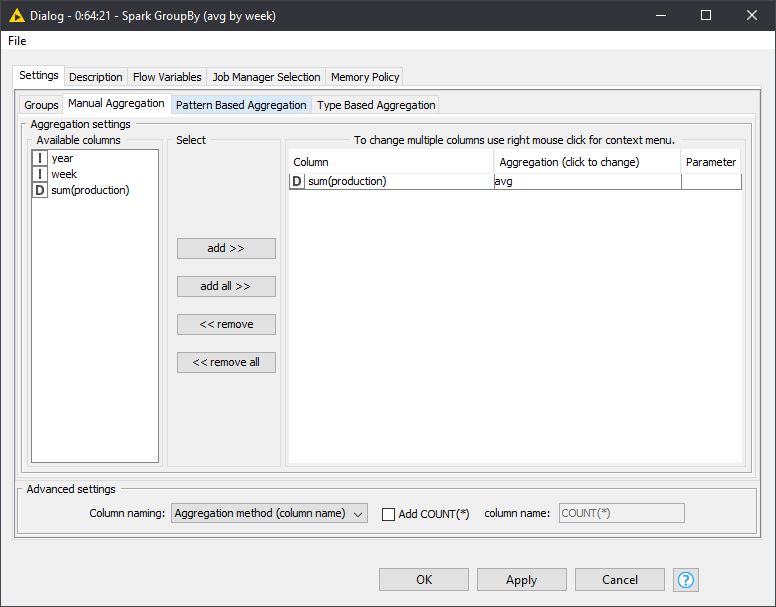 Dialog - 0:64:21 - Spark GroupBy (avg by week)
File
Settings Description Flow Variables Job Manager Selection Memory Policy
Groups Manual Aggregation Pattern Based Aggregation Type Based Aggregation
Aggregation settings
Available columns
I year
I week
D sum(production)
Select
add >>
add all >>
<< remove
<< remove all
To change multiple columns use right mouse click for context menu.
Column Aggregation (click to change) Parameter
D sum(production) avg
Advanced settings
Column naming: Aggregation method (column name) Add COUNT(*) column name: COUNT(*)
OK Apply Cancel ?